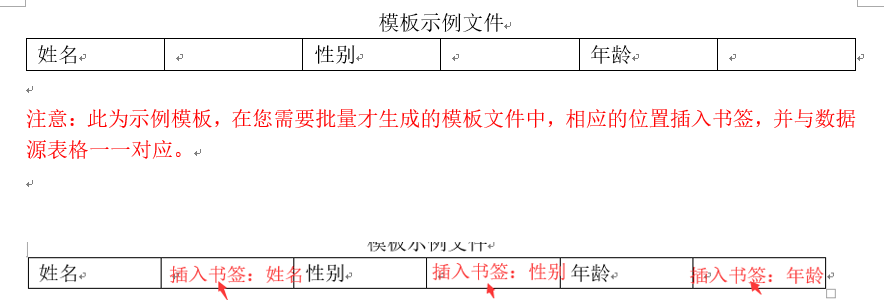 模板示例文件
姓名 性别 年龄
注意：此为示例模板，在您需要批量才生成的模板文件中，相应的位置插入书签，并与数据
源表格一一对应。
模板示例文件
姓名 插入书签：姓名 性别 插入书签：性别 年龄 插入书签：年龄